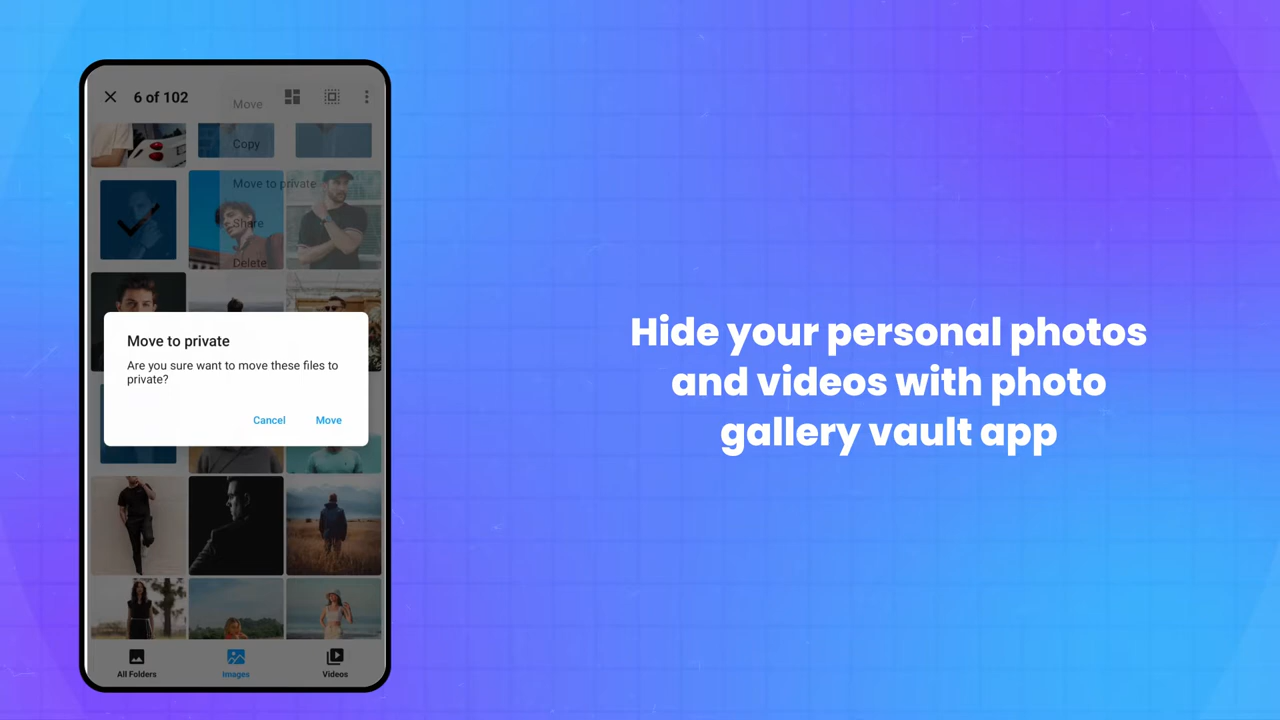 6 of 102
Move
Copy
Move to private
Share
Delete
Move to private
Are you sure want to move these files to
private?
Cancel Move
All Folders Images Videos
Hide your personal photos
and videos with photo
gallery vault app